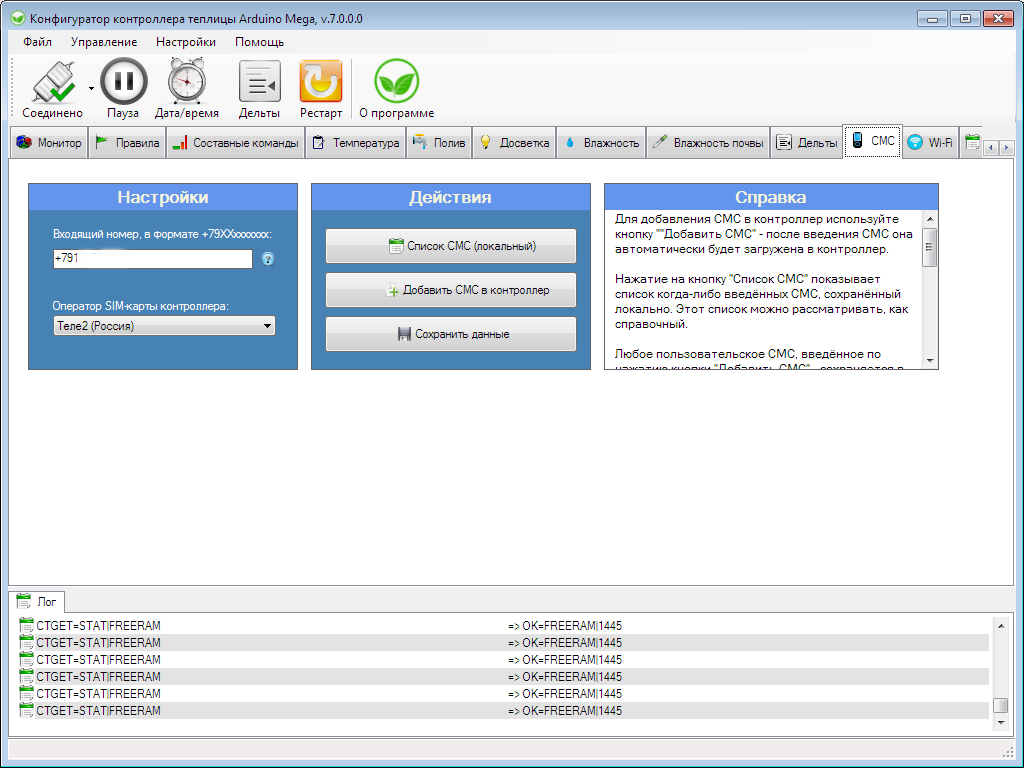 Конфигуратор контроллера теплицы Arduino Mega, v.7.0.0.0
Файл Управление Настройки Помощь
Соединено Пауза Дата/время Дельты Рестарт О программе
Монитор Правила Составные команды Температура Полив Досветка Влажность Влажность почвы Дельты СМС Wi-Fi
Настройки
Входящий номер, в формате +79XXxxxxxxx:
+791
Оператор SIM-карты контроллера:
Теле2 (Россия)
Действия
Список СМС (локальный)
Добавить СМС в контроллер
Сохранить данные
Справка
Для добавления СМС в контроллер используйте
кнопку ""Добавить СМС" - после введения СМС она
автоматически будет загружена в контроллер.
Нажатие на кнопку "Список СМС" показывает
список когда-либо введённых СМС, сохранённый
локально. Этот список можно рассматривать, как
справочный.
Любое пользовательское СМС, введённое по
нажатию кнопки "Добавить СМС" - сохраняется в
Лог
CTGET=STAT|FREERAM => OK=FREERAM|1445
CTGET=STAT|FREERAM => OK=FREERAM|1445
CTGET=STAT|FREERAM => OK=FREERAM|1445
CTGET=STAT|FREERAM => OK=FREERAM|1445
CTGET=STAT|FREERAM => OK=FREERAM|1445
CTGET=STAT|FREERAM => OK=FREERAM|1445